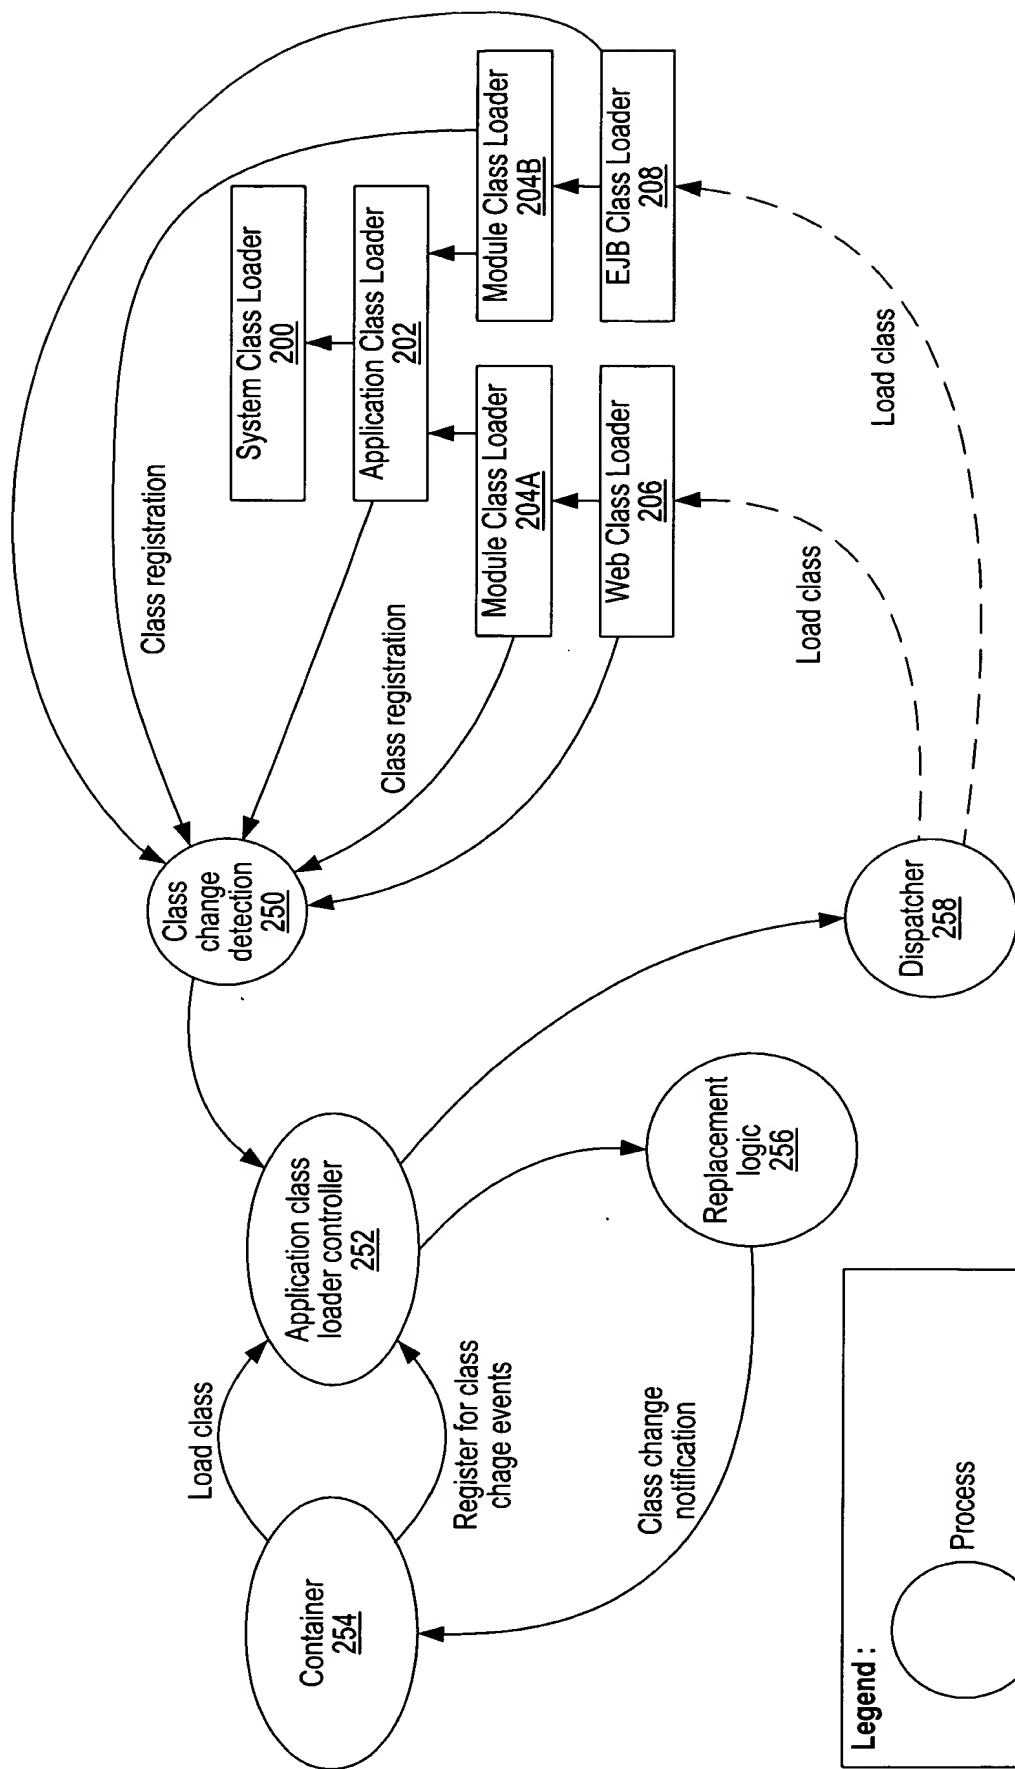 Class registration
System Class Loader
200
Application Class Loader
202
Module Class Loader
204B
EJB Class Loader
208
Class registration
Module Class Loader
204A
Web Class Loader
206
Class
change
detection
250
Load class
Load class
Load class
Application class
loader controller
252
Container
254
Register for class
chage events
Class change
notification
Replacement
logic
256
Dispatcher
258
Legend :
Process